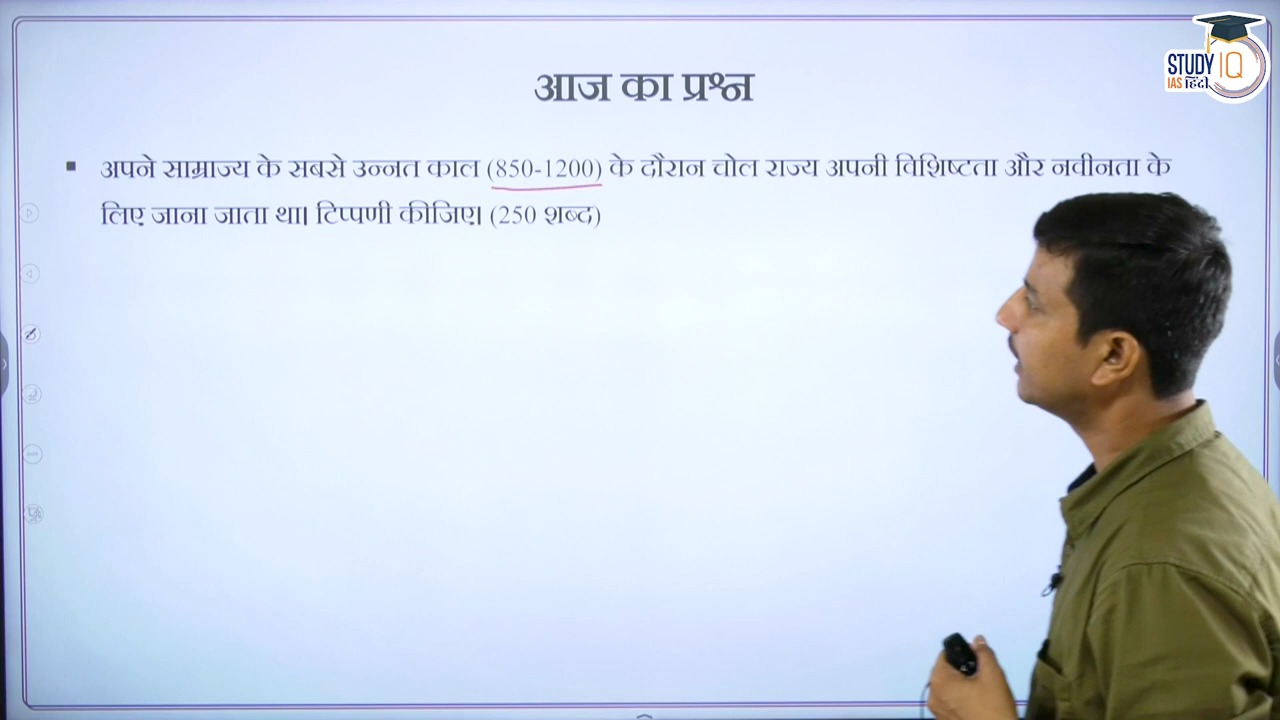 STUDY IQ
IAS हिंदी
आज का प्रश्न
▪ अपने साम्राज्य के सबसे उन्नत काल (850-1200) के दौरान चोल राज्य अपनी विशिष्टता और नवीनता के
लिए जाना जाता था। टिप्पणी कीजिए। (250 शब्द)